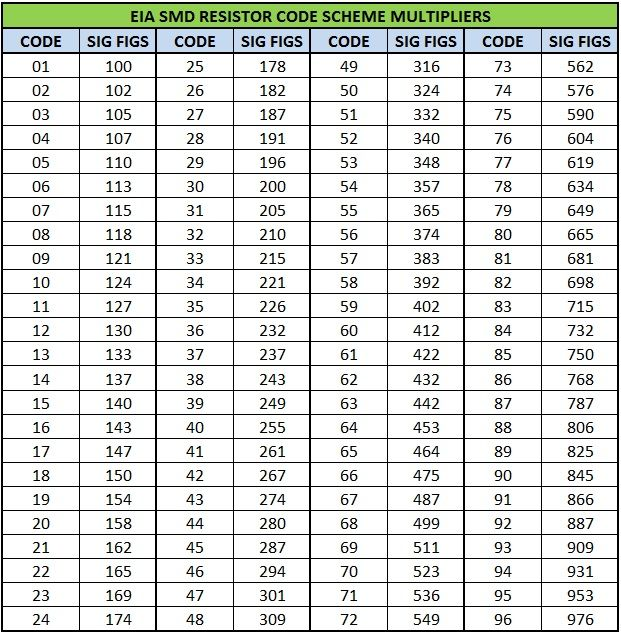 EIA SMD RESISTOR CODE SCHEME MULTIPLIERS
CODE SIG FIGS CODE SIG FIGS CODE SIG FIGS CODE SIG FIGS
01 100 25 178 49 316 73 562
02 102 26 182 50 324 74 576
03 105 27 187 51 332 75 590
04 107 28 191 52 340 76 604
05 110 29 196 53 348 77 619
06 113 30 200 54 357 78 634
07 115 31 205 55 365 79 649
08 118 32 210 56 374 80 665
09 121 33 215 57 383 81 681
10 124 34 221 58 392 82 698
11 127 35 226 59 402 83 715
12 130 36 232 60 412 84 732
13 133 37 237 61 422 85 750
14 137 38 243 62 432 86 768
15 140 39 249 63 442 87 787
16 143 40 255 64 453 88 806
17 147 41 261 65 464 89 825
18 150 42 267 66 475 90 845
19 154 43 274 67 487 91 866
20 158 44 280 68 499 92 887
21 162 45 287 69 511 93 909
22 165 46 294 70 523 94 931
23 169 47 301 71 536 95 953
24 174 48 309 72 549 96 976